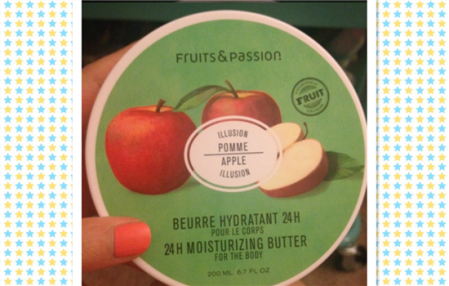 FRUITS & PASSION
FRUIT
ILLUSION
POMME
APPLE
ILLUSION
BEURRE HYDRATANT 24H
POUR LE CORPS
24H MOISTURIZING BUTTER
FOR THE BODY
200 ML 6.7 FL OZ